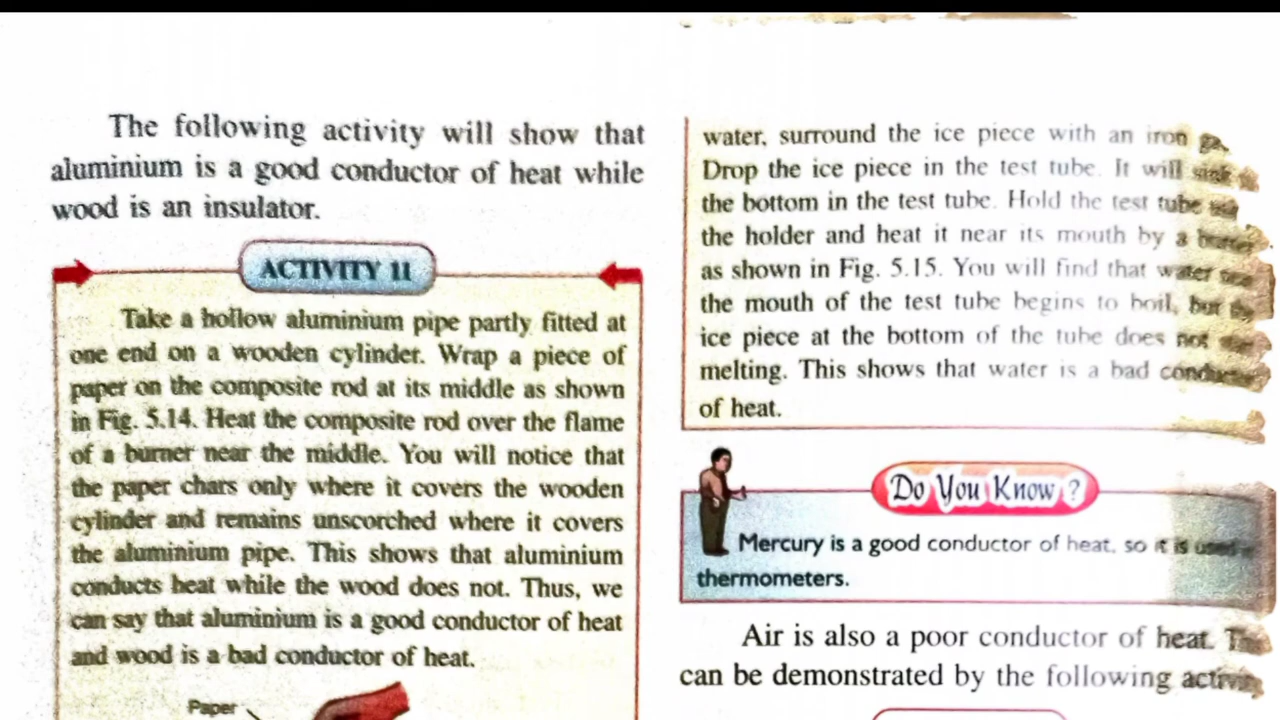 The following activity will show that
aluminium is a good conductor of heat while
wood is an insulator.
ACTIVITY 11
Take a hollow aluminium pipe partly fitted at
one end on a wooden cylinder. Wrap a piece of
paper on the composite rod at its middle as shown
in Fig. 5.14. Heat the composite rod over the flame
of a burner near the middle. You will notice that
the paper chars only where it covers the wooden
cylinder and remains unscorched where it covers
the aluminium pipe. This shows that aluminium
conducts heat while the wood does not. Thus, we
can say that aluminium is a good conductor of heat
and wood is a bad conductor of heat.
Paper
water, surround the ice piece with an iron
Drop the ice piece in the test tube. It will sink
the bottom in the test tube. Hold the test tube
the holder and heat it near its mouth by a
as shown in Fig. 5.15. You will find that water
the mouth of the test tube begins to boil, but the
ice piece at the bottom of the tube does not
melting. This shows that water is a bad
of heat.
Do You Know ?
Mercury is a good conductor of heat, so it is used
thermometers.
Air is also a poor conductor of heat.
can be demonstrated by the following